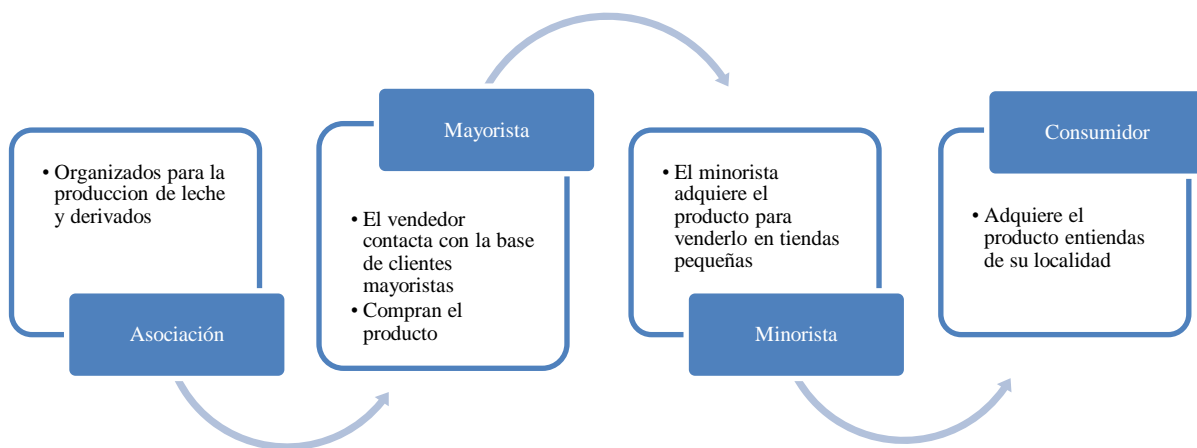 • Organizados para la
produccion de leche
y derivados
Asociación
Mayorista
• El vendedor
contacta con la base
de clientes
mayoristas
• Compran el
producto
• El minorista
adquiere el
producto para
venderlo en tiendas
pequeñas
Minorista
Consumidor
• Adquiere el
producto entiendas
de su localidad